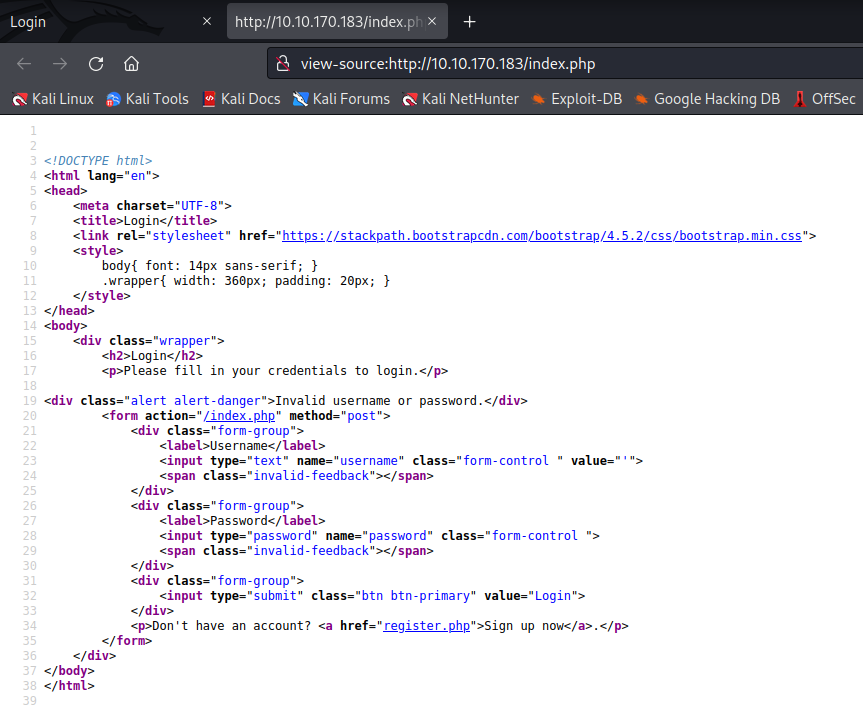 Login × http://10.10.170.183/index.ph × +
view-source:http://10.10.170.183/index.php
Kali Linux Kali Tools Kali Docs Kali Forums Kali NetHunter Exploit-DB Google Hacking DB OffSec
1
2
3 <!DOCTYPE html>
4 <html lang="en">
5 <head>
6     <meta charset="UTF-8">
7     <title>Login</title>
8     <link rel="stylesheet" href="https://stackpath.bootstrapcdn.com/bootstrap/4.5.2/css/bootstrap.min.css">
9     <style>
10         body{ font: 14px sans-serif; }
11         .wrapper{ width: 360px; padding: 20px; }
12     </style>
13 </head>
14 <body>
15     <div class="wrapper">
16         <h2>Login</h2>
17         <p>Please fill in your credentials to login.</p>
18
19 <div class="alert alert-danger">Invalid username or password.</div>
20         <form action="/index.php" method="post">
21             <div class="form-group">
22                 <label>Username</label>
23                 <input type="text" name="username" class="form-control " value="'">
24                 <span class="invalid-feedback"></span>
25             </div>
26             <div class="form-group">
27                 <label>Password</label>
28                 <input type="password" name="password" class="form-control ">
29                 <span class="invalid-feedback"></span>
30             </div>
31             <div class="form-group">
32                 <input type="submit" class="btn btn-primary" value="Login">
33             </div>
34             <p>Don't have an account? <a href="register.php">Sign up now</a>.</p>
35         </form>
36     </div>
37 </body>
38 </html>
39